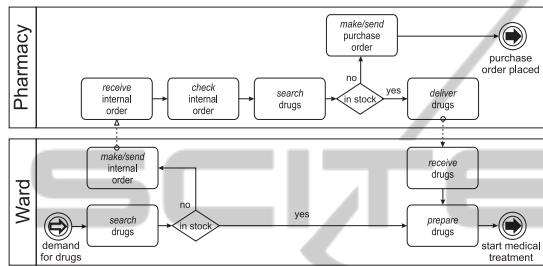 Pharmacy
make/send
purchase
order
purchase
order placed
no
receive
internal
order
check
internal
order
search
drugs
in stock
yes
deliver
drugs
Ward
make/send
internal
order
receive
drugs
no
demand
for drugs
search
drugs
in stock
yes
prepare
drugs
start medical
treatment
SCITE